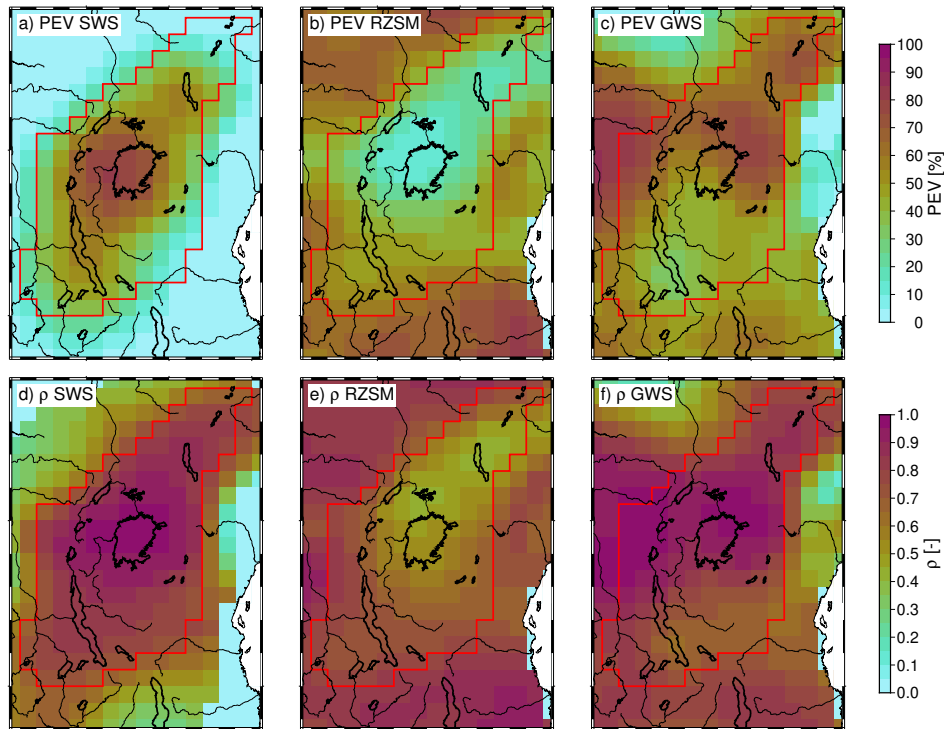 a) PEV SWS
b) PEV RZSM
c) PEV GWS
100
90
80
70
60
50
40
30
20
10
0
PEV [%]
d) ρ SWS
e) ρ RZSM
f) ρ GWS
1.0
0.9
0.8
0.7
0.6
0.5
0.4
0.3
0.2
0.1
0.0
ρ [-]